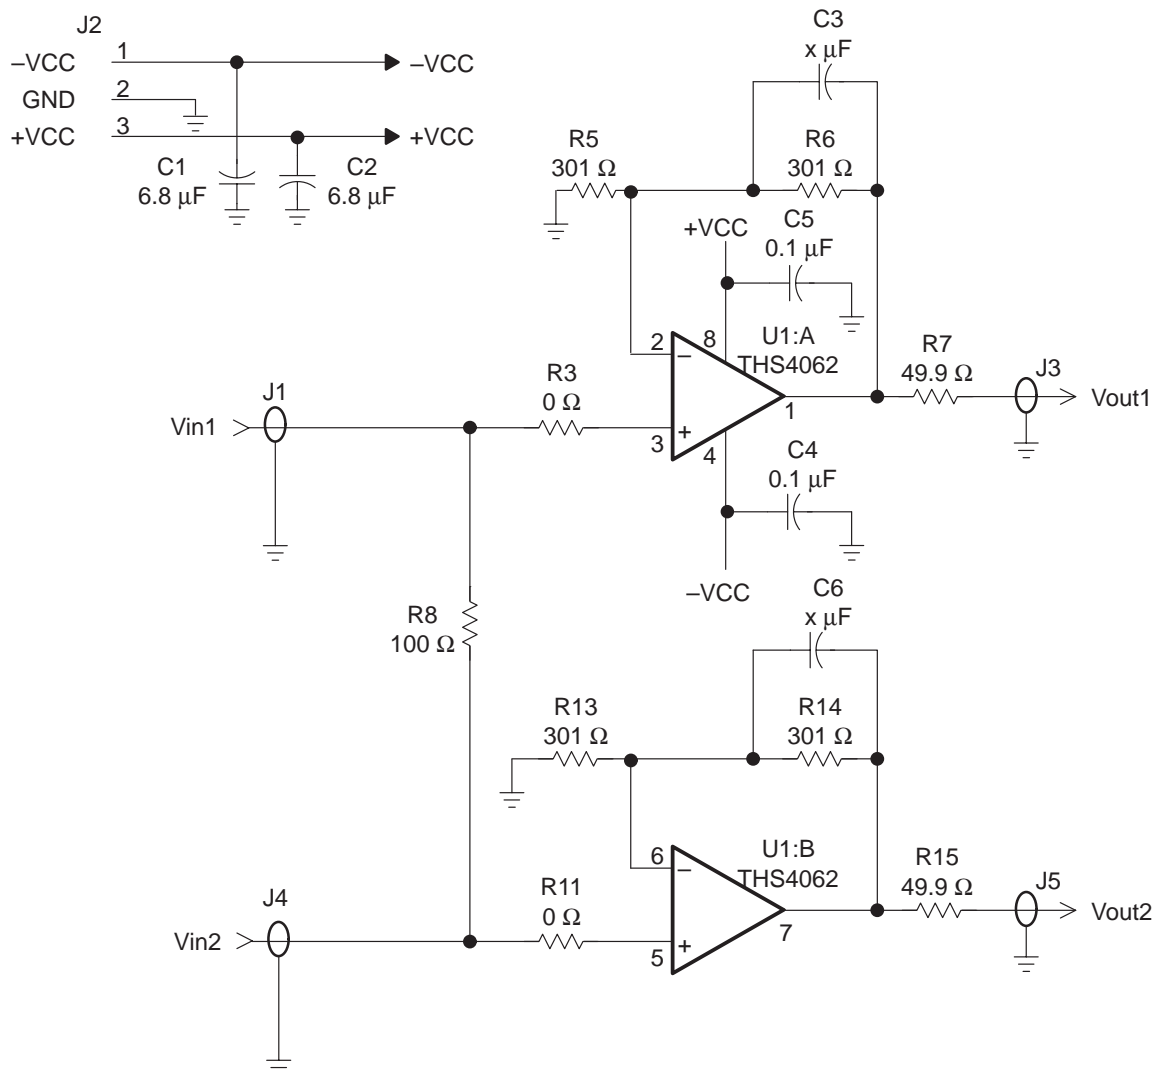 J2
–VCC
1
–VCC
GND
2
+VCC
3
+VCC
C1
6.8 µF
C2
6.8 µF
C3
x µF
R5
301 Ω
R6
301 Ω
C5
0.1 µF
+VCC
U1:A
THS4062
2
8
–
+
3
4
1
R3
0 Ω
J1
Vin1
R7
49.9 Ω
J3
Vout1
C4
0.1 µF
–VCC
R8
100 Ω
C6
x µF
R13
301 Ω
R14
301 Ω
U1:B
THS4062
6
–
+
5
7
R11
0 Ω
J4
Vin2
R15
49.9 Ω
J5
Vout2